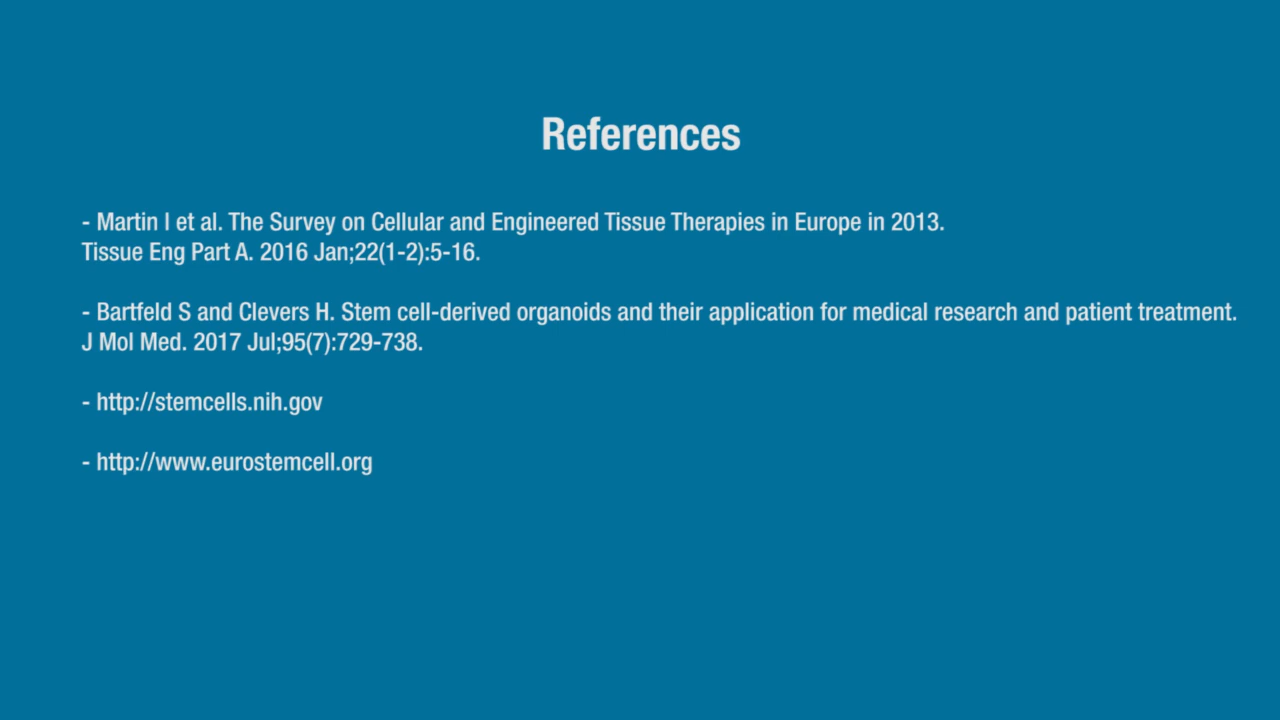 References
- Martin I et al. The Survey on Cellular and Engineered Tissue Therapies in Europe in 2013.
Tissue Eng Part A. 2016 Jan;22(1-2):5-16.
- Bartfeld S and Clevers H. Stem cell-derived organoids and their application for medical research and patient treatment.
J Mol Med. 2017 Jul;95(7):729-738.
- http://stemcells.nih.gov
- http://www.eurostemcell.org